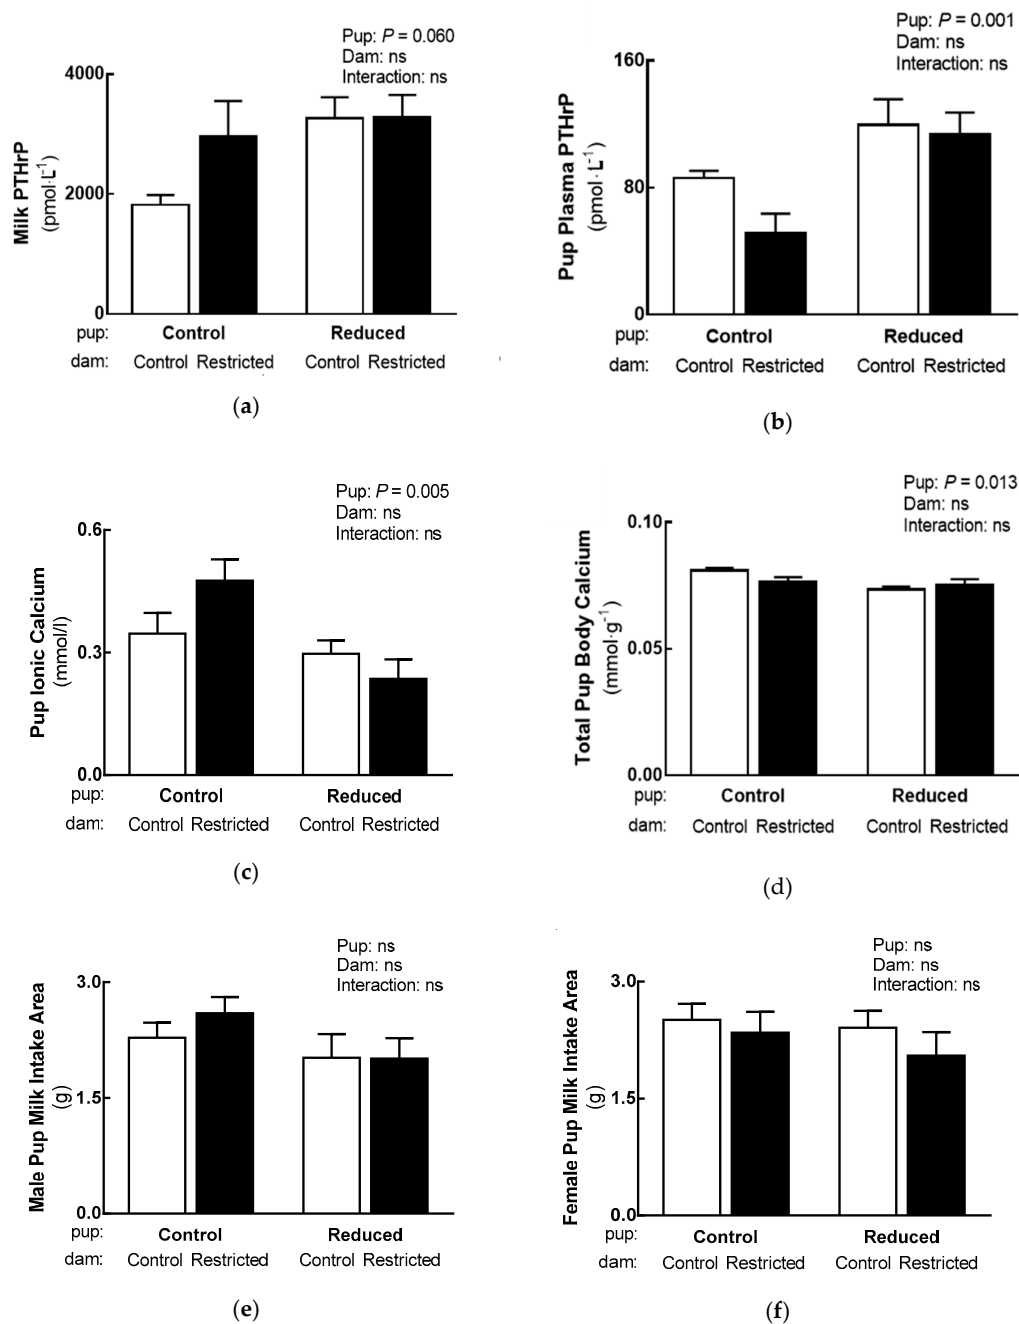 Pup: P = 0.060
Dam: ns
Interaction: ns
4000
2000
0
Milk PTHrP
(pmol·L⁻¹)
pup: Control Reduced
dam: Control Restricted Control Restricted
(a)
Pup: P = 0.001
Dam: ns
Interaction: ns
160
80
0
Pup Plasma PTHrP
(pmol·L⁻¹)
pup: Control Reduced
dam: Control Restricted Control Restricted
(b)
Pup: P = 0.005
Dam: ns
Interaction: ns
0.6
0.3
0.0
Pup Ionic Calcium
(mmol/l)
pup: Control Reduced
dam: Control Restricted Control Restricted
(c)
Pup: P = 0.013
Dam: ns
Interaction: ns
0.10
0.05
0.00
Total Pup Body Calcium
(mmol·g⁻¹)
pup: Control Reduced
dam: Control Restricted Control Restricted
(d)
Pup: ns
Dam: ns
Interaction: ns
3.0
1.5
0.0
Male Pup Milk Intake Area
(g)
pup: Control Reduced
dam: Control Restricted Control Restricted
(e)
Pup: ns
Dam: ns
Interaction: ns
3.0
1.5
0.0
Female Pup Milk Intake Area
(g)
pup: Control Reduced
dam: Control Restricted Control Restricted
(f)